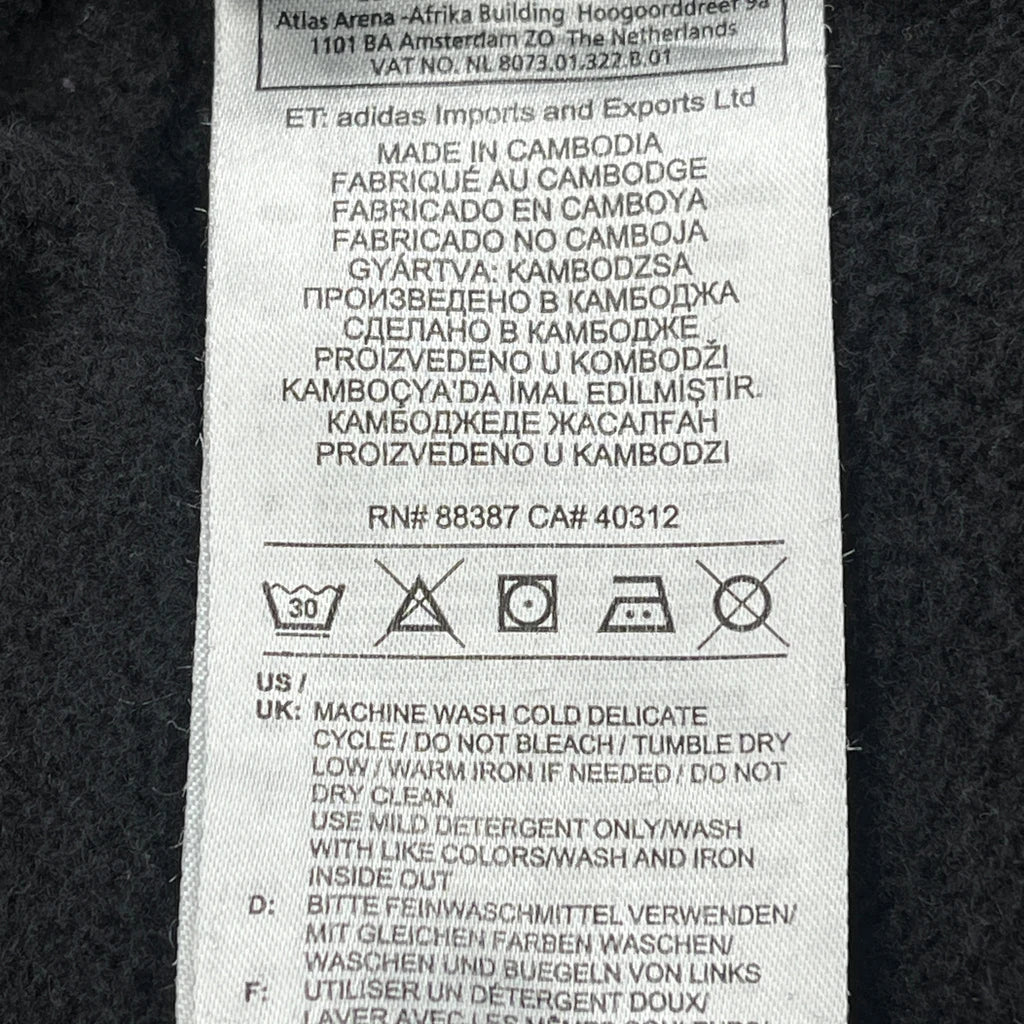 Atlas Arena -Afrika Building Hoogoorddreef 9a
1101 BA Amsterdam ZO The Netherlands
VAT NO. NL 8073.01.322.B.01
ET: adidas Imports and Exports Ltd
MADE IN CAMBODIA
FABRIQUÉ AU CAMBODGE
FABRICADO EN CAMBOYA
FABRICADO NO CAMBOJA
GYÁRTVA: KAMBODZSA
ПРОИЗВЕДЕНО В КАМБОДЖА
СДЕЛАНО В КАМБОДЖЕ
PROIZVEDENO U KOMBODŽI
KAMBOÇYA'DA İMAL EDİLMİŞTİR.
КАМБОДЖЕДЕ ЖАСАЛҒАН
PROIZVEDENO U KAMBODZI
RN# 88387 CA# 40312
30
US /
UK: MACHINE WASH COLD DELICATE
CYCLE / DO NOT BLEACH / TUMBLE DRY
LOW / WARM IRON IF NEEDED / DO NOT
DRY CLEAN
USE MILD DETERGENT ONLY/WASH
WITH LIKE COLORS/WASH AND IRON
INSIDE OUT
D: BITTE FEINWASCHMITTEL VERWENDEN/
MIT GLEICHEN FARBEN WASCHEN/
WASCHEN UND BUEGELN VON LINKS
F: UTILISER UN DÉTERGENT DOUX/
LAVER AVEC LES